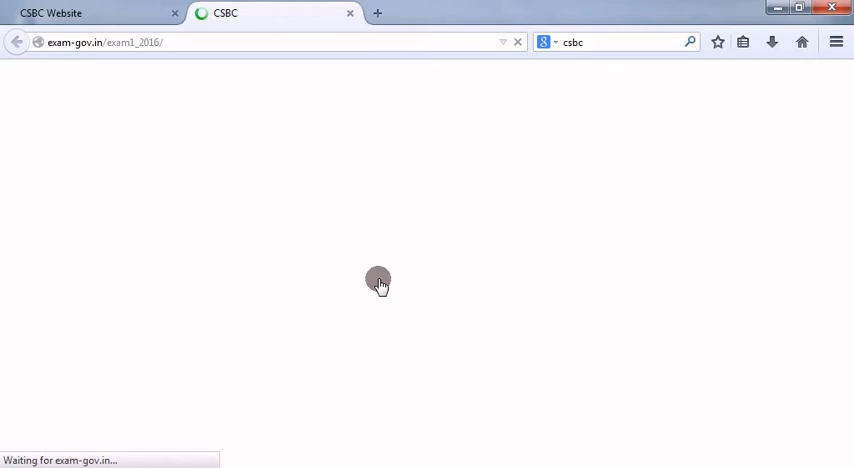 CSBC Website
CSBC
exam-gov.in/exam1_2016/
csbc
Waiting for exam-gov.in...